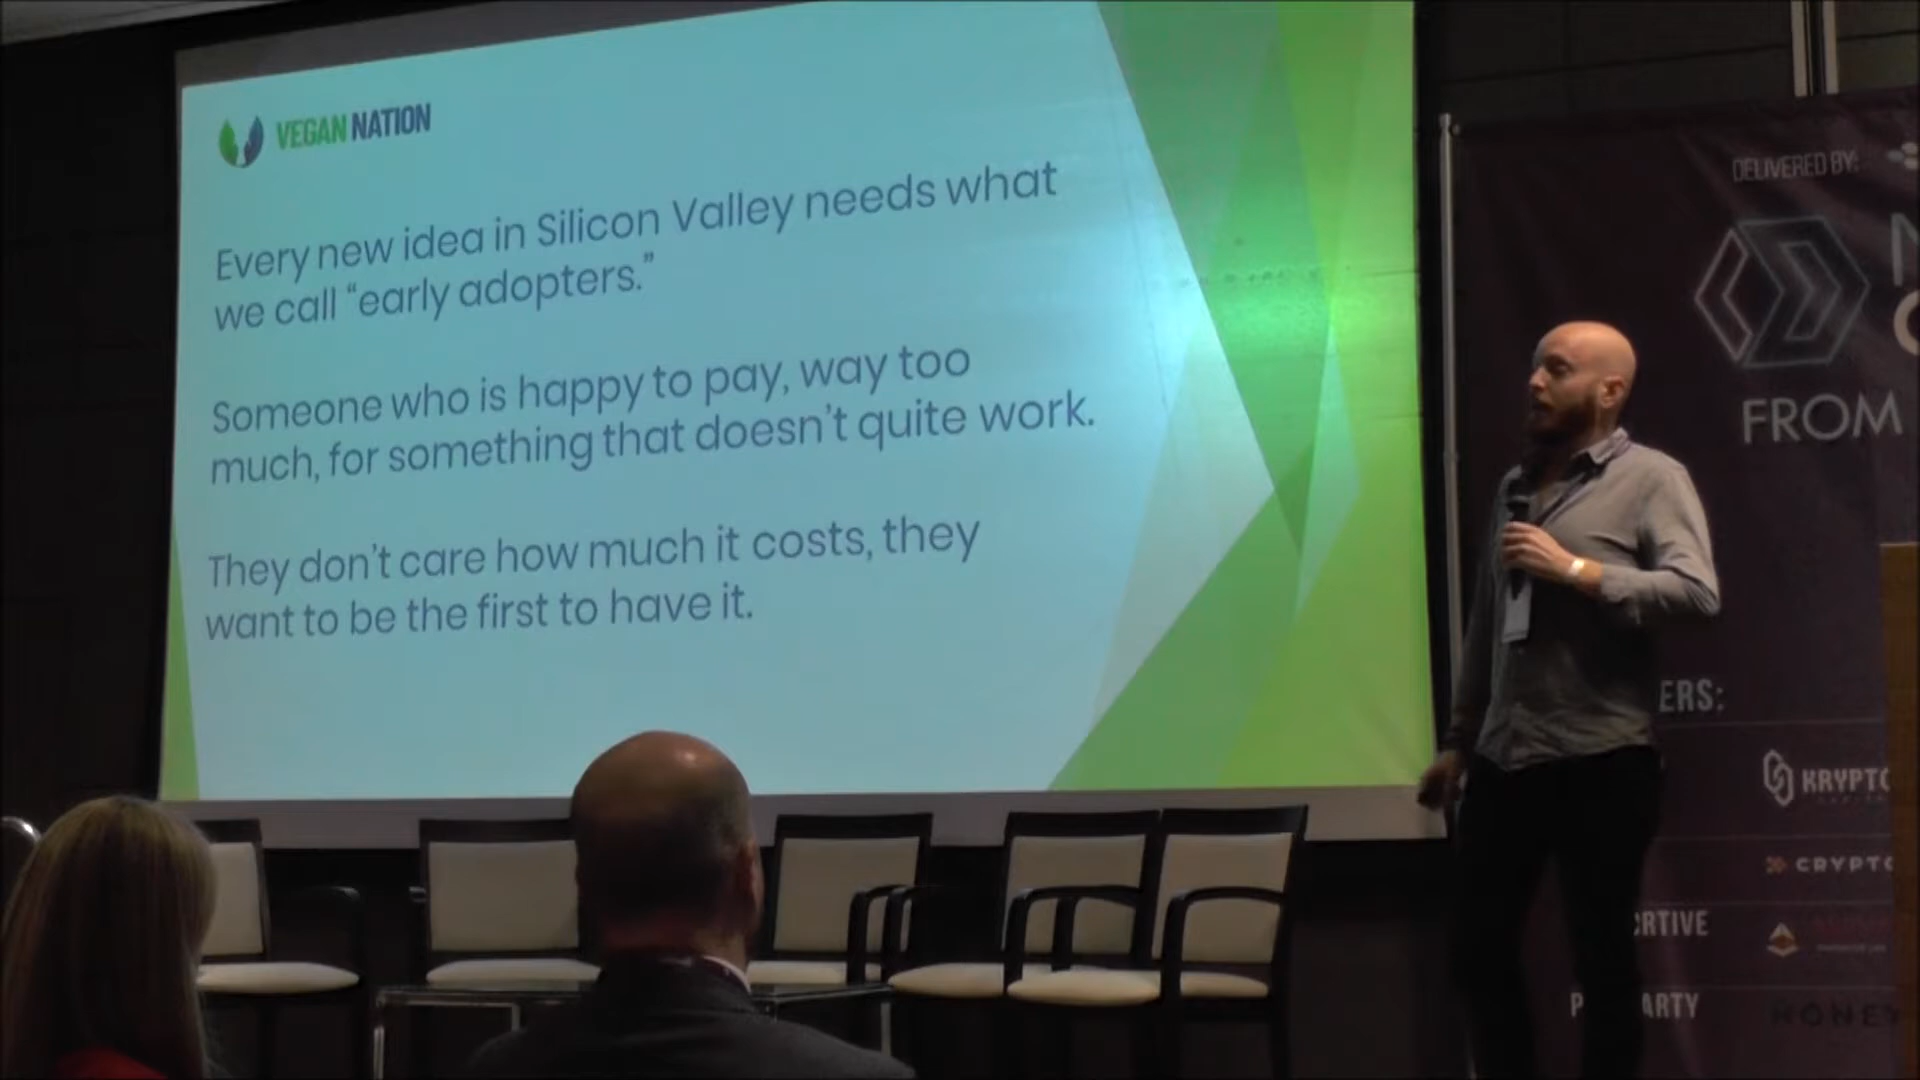 VEGAN NATION
Every new idea in Silicon Valley needs what
we call “early adopters.”
Someone who is happy to pay, way too
much, for something that doesn’t quite work.
They don’t care how much it costs, they
want to be the first to have it.
DELIVERED BY:
FROM
ERS:
KRYPTO
CRYPTO
RTIVE
ARTY
HONEY